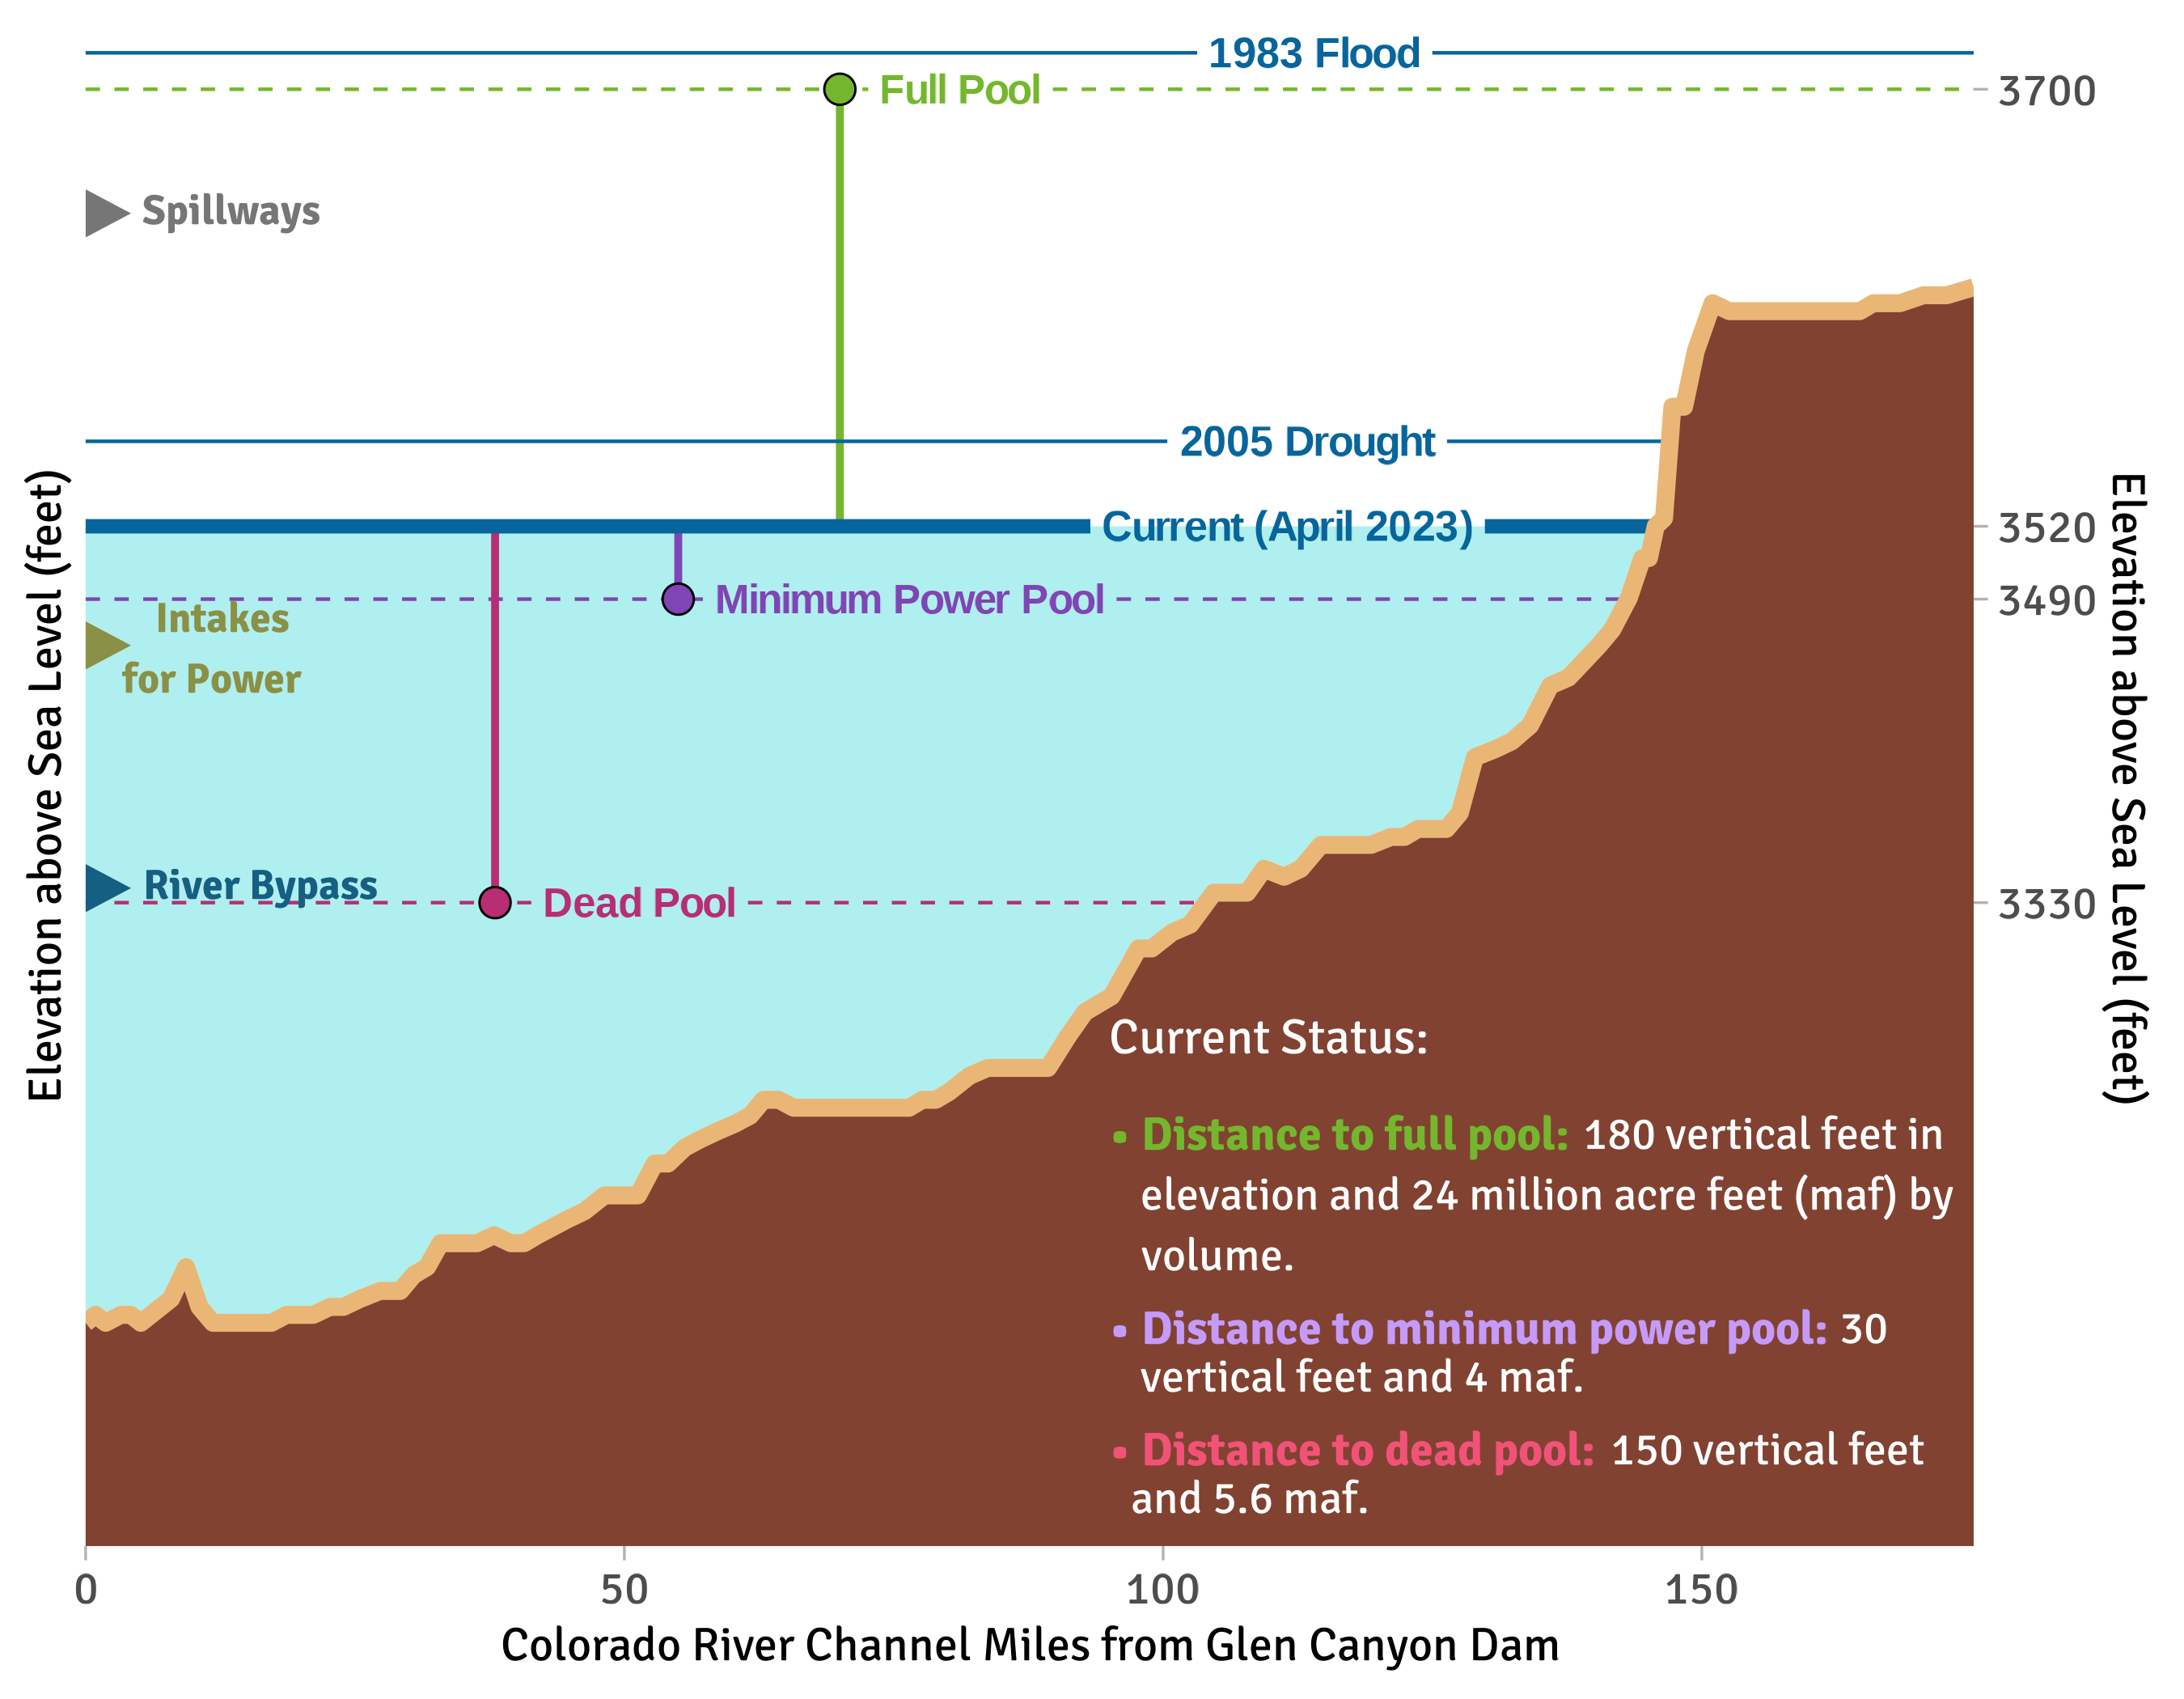 1983 Flood
3700
Full Pool
Spillways
2005 Drought
Current (April 2023)
3520
Minimum Power Pool
3490
Intakes
for Power
Elevation above Sea Level (feet)
Elevation above Sea Level (feet)
River Bypass
Dead Pool
3330
Current Status:
• Distance to full pool: 180 vertical feet in
elevation and 24 million acre feet (maf) by
volume.
• Distance to minimum power pool: 30
vertical feet and 4 maf.
• Distance to dead pool: 150 vertical feet
and 5.6 maf.
0 50 100 150
Colorado River Channel Miles from Glen Canyon Dam